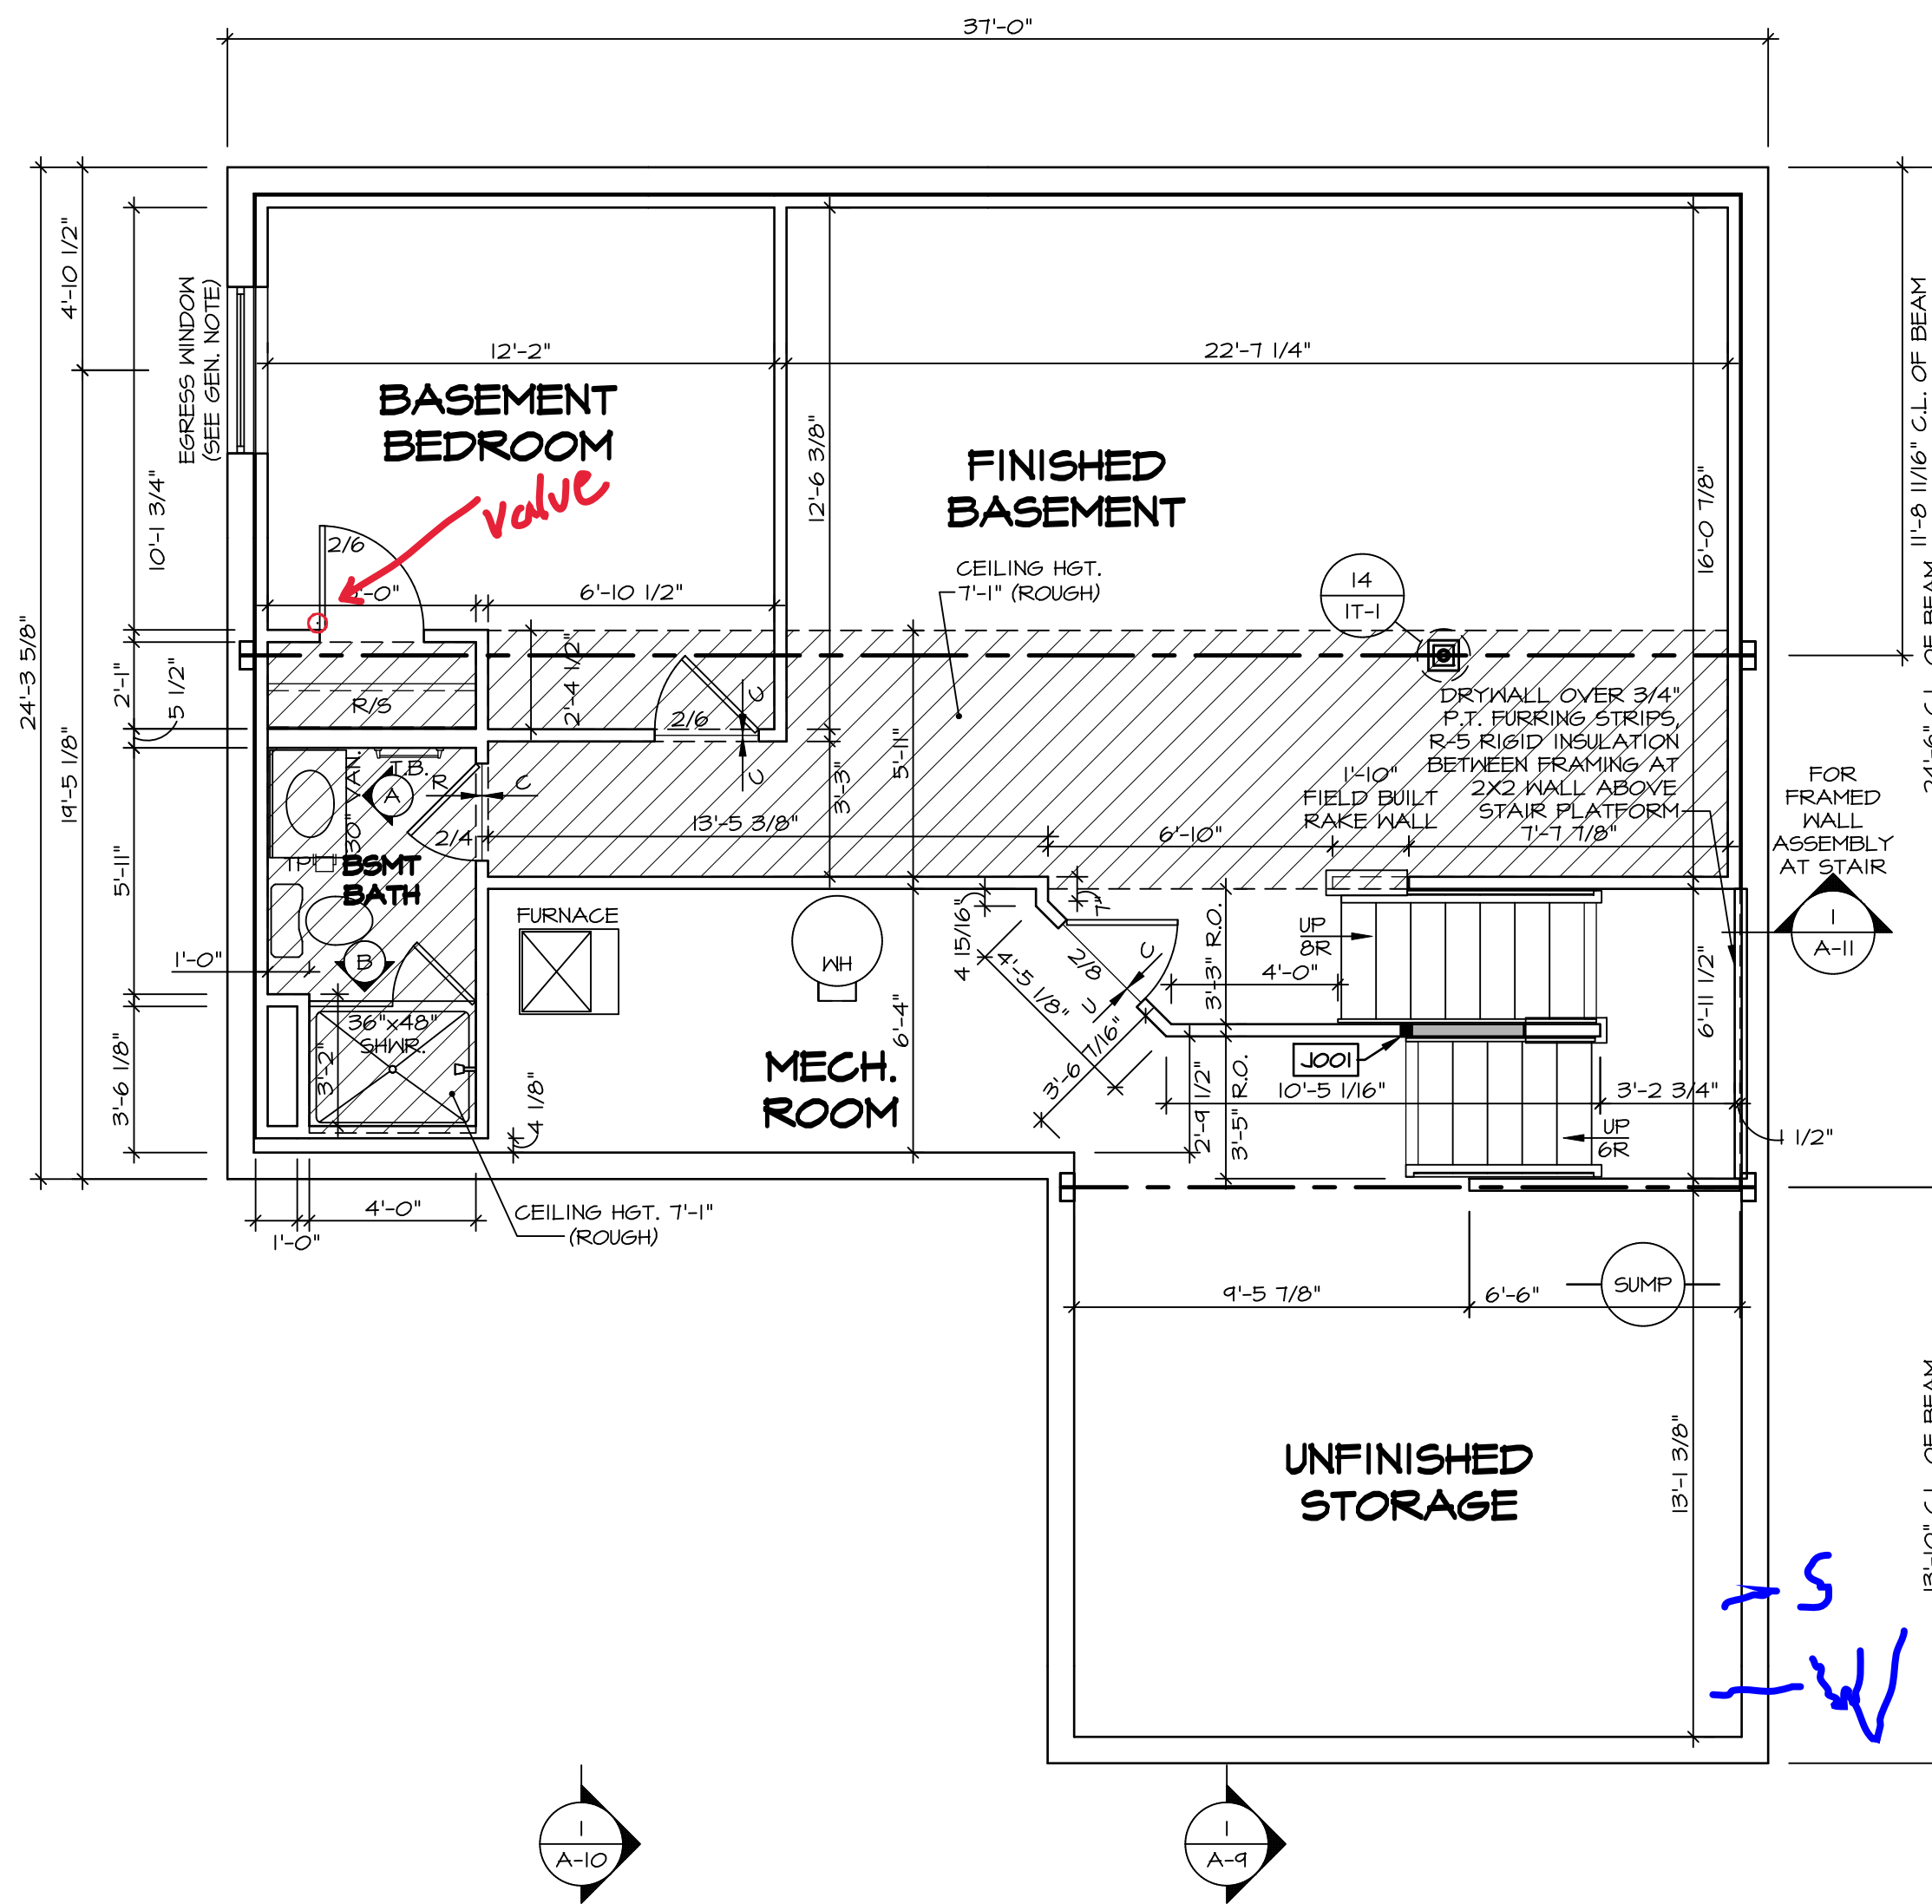 37'-0"
24'-3 5/8"
4'-10 1/2"
19'-5 1/8"
10'-1 3/4"
2'-1"
5 1/2"
5'-11"
3'-6 1/8"
EGRESS WINDOW
(SEE GEN. NOTE)
12'-2"
22'-7 1/4"
BASEMENT
BEDROOM
valve
FINISHED
BASEMENT
12'-6 3/8"
16'-0 7/8"
11'-8 11/16" C.L. OF BEAM
2/6
6'-10 1/2"
CEILING HGT.
7'-1" (ROUGH)
14
1T-1
R/S
2'-4 1/2"
2/6
C
C
5'-11"
3'-3"
DRYWALL OVER 3/4"
P.T. FURRING STRIPS,
R-5 RIGID INSULATION
BETWEEN FRAMING AT
2X2 WALL ABOVE
STAIR PLATFORM
1'-10"
FIELD BUILT
RAKE WALL
6'-10"
7'-7 7/8"
13'-5 3/8"
FOR
FRAMED
WALL
ASSEMBLY
AT STAIR
1
A-11
VAN.
30"
T.B.
A
R
C
2/4
TP
BSMT
BATH
B
1'-0"
36"x48"
SHWR.
3'-2"
FURNACE
WH
MECH.
ROOM
6'-4"
4 1/8"
4 15/16"
7"
2/8
C
U
4'-5 1/8"
3'-6 7/16"
4'-0"
3'-3" R.O.
3'-5" R.O.
2'-9 1/2"
UP
8R
J001
10'-5 1/16"
3'-2 3/4"
6'-11 1/2"
UP
6R
1 1/2"
4'-0"
1'-0"
CEILING HGT. 7'-1"
(ROUGH)
9'-5 7/8"
6'-6"
SUMP
13'-1 3/8"
UNFINISHED
STORAGE
S
W
1
A-10
1
A-9